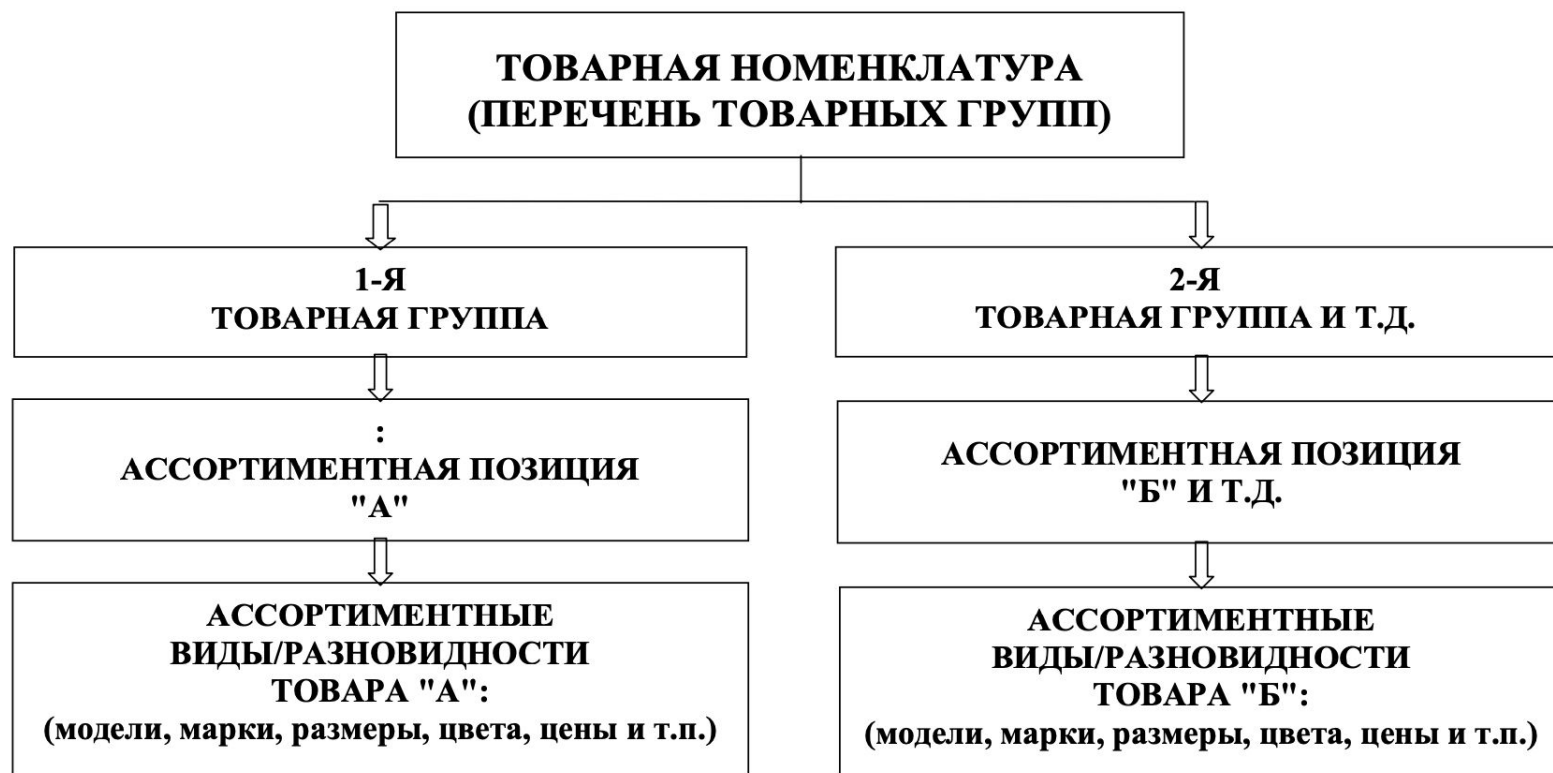 ТОВАРНАЯ НОМЕНКЛАТУРА
(ПЕРЕЧЕНЬ ТОВАРНЫХ ГРУПП)
1-Я
ТОВАРНАЯ ГРУППА
2-Я
ТОВАРНАЯ ГРУППА И Т.Д.
:
АССОРТИМЕНТНАЯ ПОЗИЦИЯ
"А"
АССОРТИМЕНТНАЯ ПОЗИЦИЯ
"Б" И Т.Д.
АССОРТИМЕНТНЫЕ
ВИДЫ/РАЗНОВИДНОСТИ
ТОВАРА "А":
(модели, марки, размеры, цвета, цены и т.п.)
АССОРТИМЕНТНЫЕ
ВИДЫ/РАЗНОВИДНОСТИ
ТОВАРА "Б":
(модели, марки, размеры, цвета, цены и т.п.)